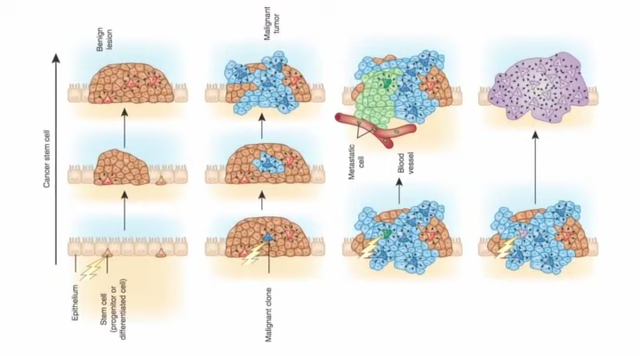 Cancer stem cell
Benign
lesion
Epithelium
Stem cell
(progenitor or
differentiated cell)
Malignant
tumor
Malignant clone
Metastatic
cell
Blood
vessel